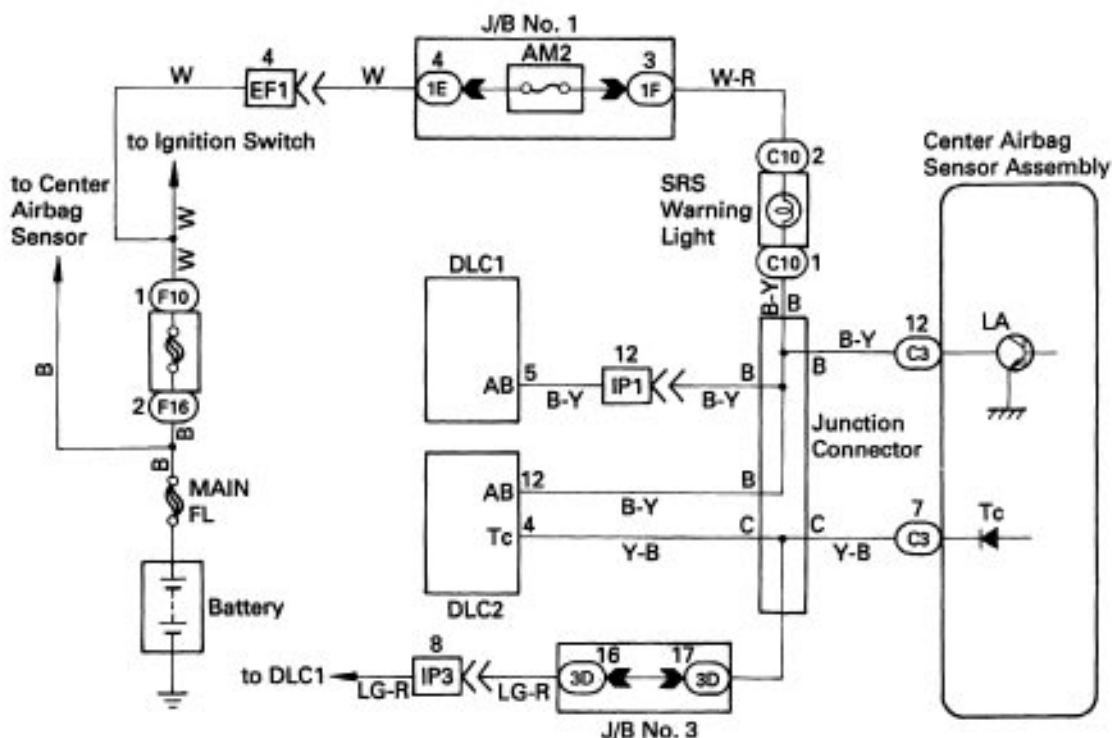 J/B No. 1
4
W
EF1
W
4
1E
AM2
3
1F
W-R
to Ignition Switch
to Center
Airbag
Sensor
W
W
B
1
F10
2
F16
B
B
MAIN
FL
Battery
C10
2
SRS
Warning
Light
C10
1
B-Y
B
Center Airbag
Sensor Assembly
DLC1
AB
5
B-Y
12
IP1
B-Y
B
B-Y
B
12
C3
LA
Junction
Connector
AB
12
B-Y
B
Tc
4
Y-B
C
C
Y-B
7
C3
Tc
DLC2
to DLC1
LG-R
8
IP3
LG-R
16
3D
17
3D
J/B No. 3